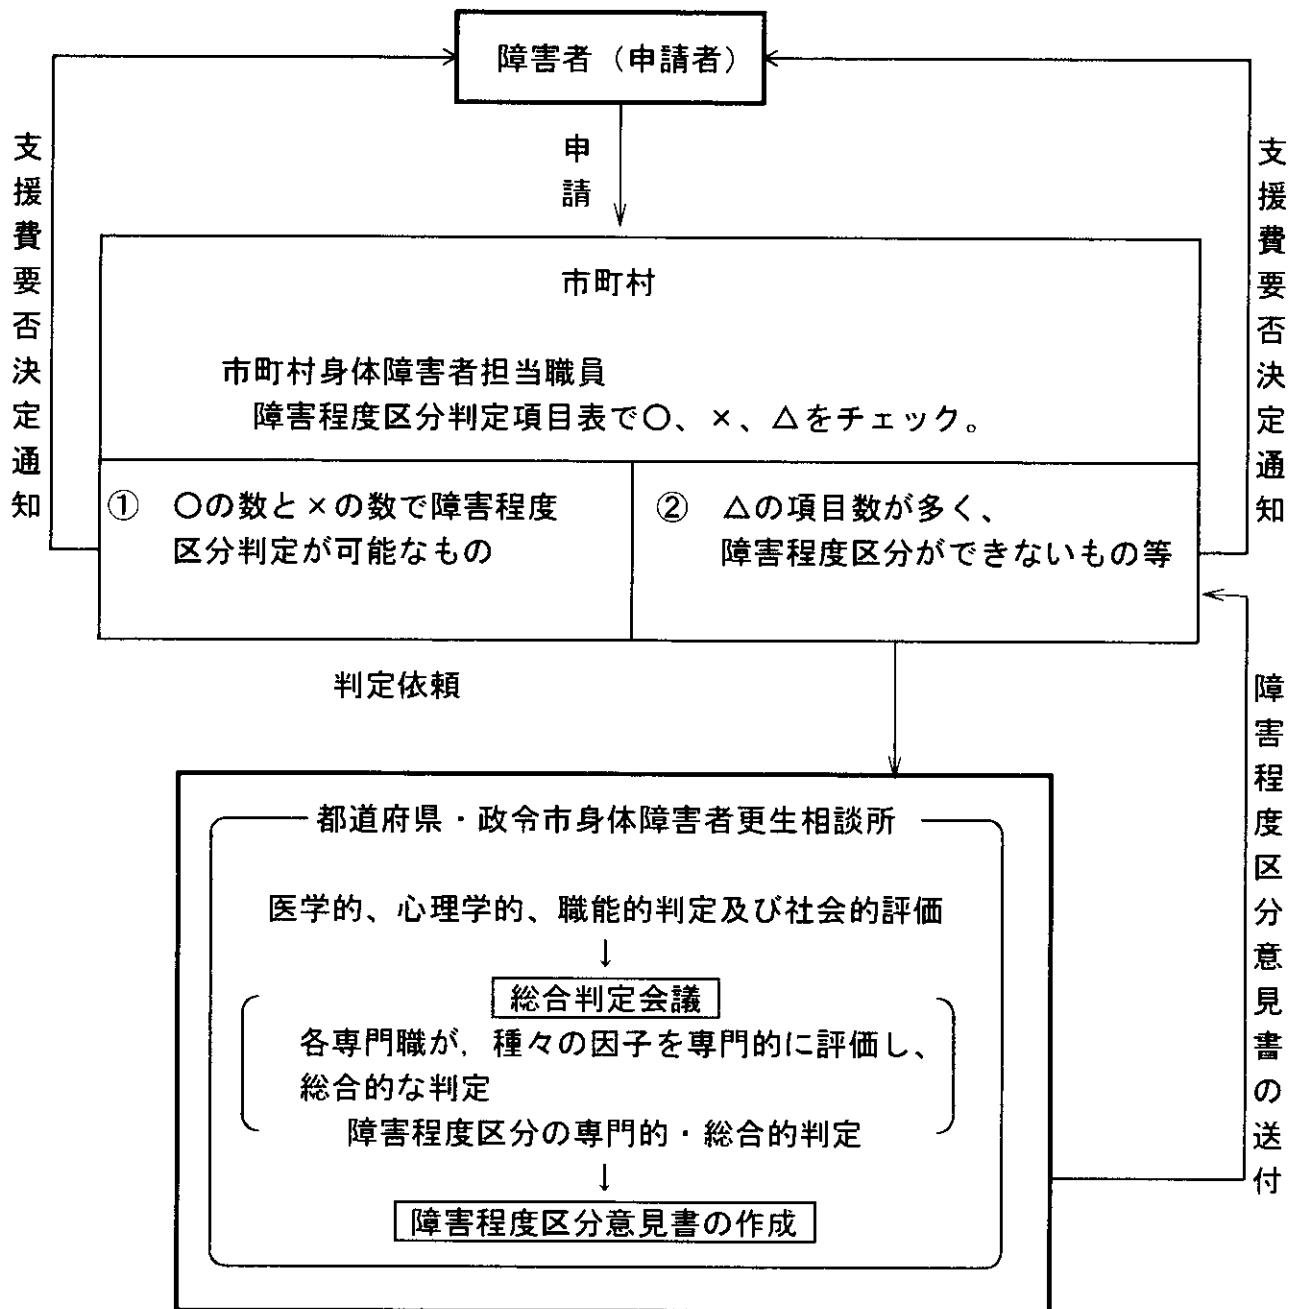 障害者（申請者）
申請
支援費要否決定通知
支援費要否決定通知
市町村
市町村身体障害者担当職員
障害程度区分判定項目表で〇、×、△をチェック。
① 〇の数と×の数で障害程度
区分判定が可能なもの
② △の項目数が多く、
障害程度区分ができないもの等
判定依頼
障害程度区分意見書の送付
都道府県・政令市身体障害者更生相談所
医学的、心理学的、職能的判定及び社会的評価
↓
総合判定会議
各専門職が，種々の因子を専門的に評価し、
総合的な判定
障害程度区分の専門的・総合的判定
↓
障害程度区分意見書の作成